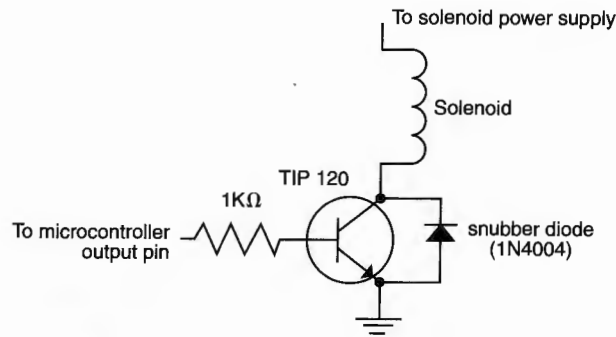 To solenoid power supply
Solenoid
TIP 120
1KΩ
To microcontroller
output pin
snubber diode
(1N4004)